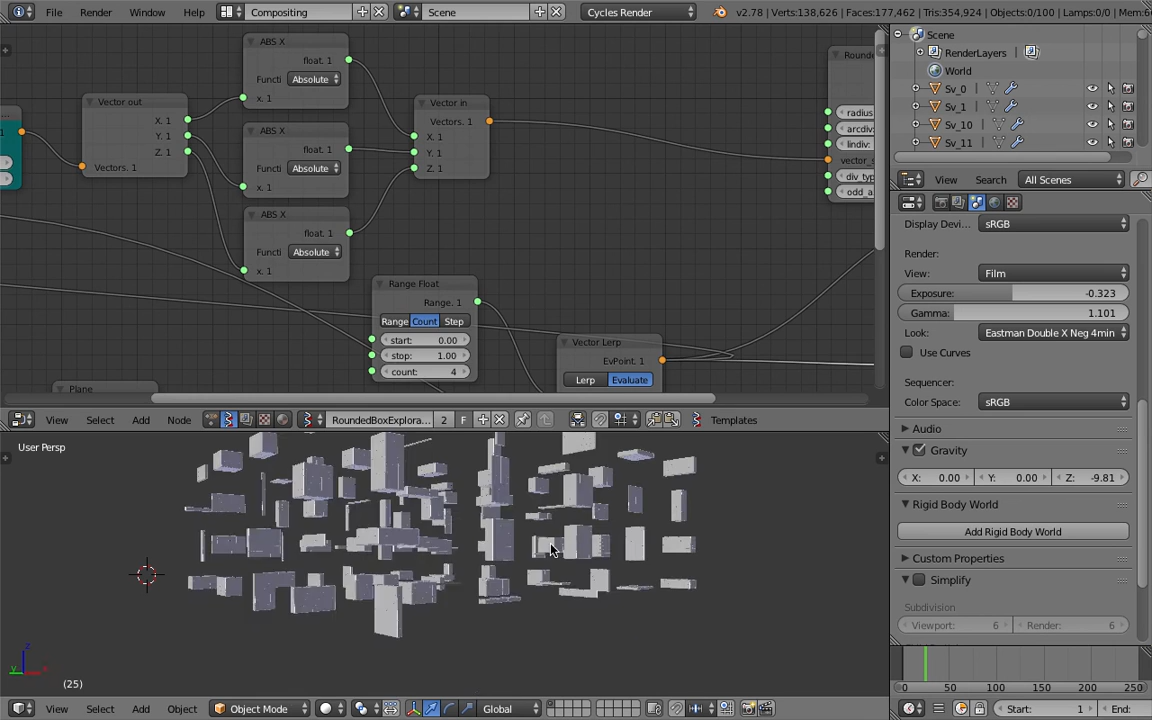 File Render Window Help Compositing Scene Cycles Render v2.78 | Verts:138,626 | Faces:177,462 | Tris:354,924 | Objects:0/100 | Lamps:0/0 |
ABS X
float. 1
Functi Absolute
x. 1
Vector out
X. 1
Y. 1
Z. 1
Vectors. 1
ABS X
float. 1
Functi Absolute
x. 1
ABS X
float. 1
Functi Absolute
x. 1
Vector in
Vectors. 1
X. 1
Y. 1
Z. 1
Range Float
Range. 1
Range Count Step
start: 0.00
stop: 1.00
count: 4
Vector Lerp
EvPoint. 1
Lerp Evaluate
Plane
radius
arcdiv:
lindiv:
vector_s
div_typ
odd_a
View Select Add Node RoundedBoxExplora... 2 F Templates
User Persp
(25)
View Select Add Object Object Mode Global
Scene
RenderLayers |
World
Sv_0 |
Sv_1 |
Sv_10 |
Sv_11 |
View Search All Scenes
Display Devi... sRGB
Render:
View: Film
Exposure: -0.323
Gamma: 1.101
Look: Eastman Double X Neg 4min
Use Curves
Sequencer:
Color Space: sRGB
Audio
Gravity
X: 0.00 Y: 0.00 Z: -9.81
Rigid Body World
Add Rigid Body World
Custom Properties
Simplify
Subdivision
Viewport: 6 Render: 6
0 50 100 150 200 250
Start: 1 End: